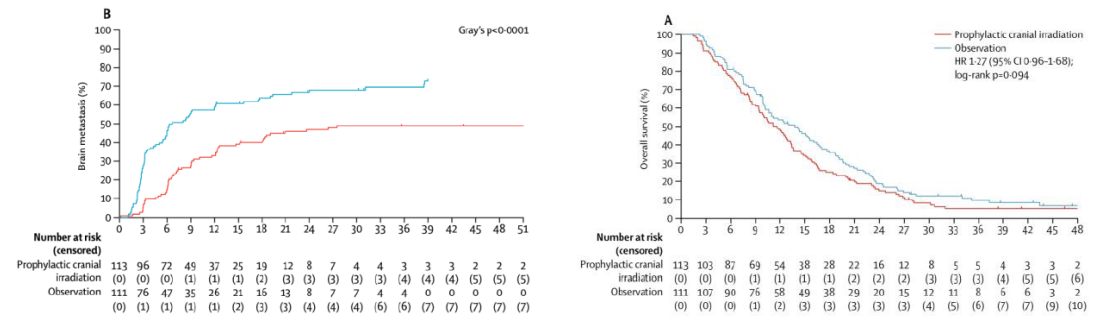 B
Gray's p<0·0001
Brain metastasis (%)
100
90
80
70
60
50
40
30
20
10
0
0 3 6 9 12 15 18 21 24 27 30 33 36 39 42 45 48 51
Number at risk
(censored)
Prophylactic cranial 113 96 72 49 37 25 19 12 8 7 4 4 3 3 3 2 2 2
irradiation (0) (0) (0) (1) (1) (2) (2) (3) (3) (3) (3) (3) (4) (4) (4) (5) (5) (5)
Observation 111 76 47 35 26 21 16 13 8 7 7 4 4 0 0 0 0 0
(0) (1) (1) (1) (1) (2) (3) (3) (4) (4) (4) (6) (6) (7) (7) (7) (7) (7)
A
Prophylactic cranial irradiation
Observation
HR 1·27 (95% CI 0·96–1·68);
log-rank p=0·094
Overall survival (%)
100
90
80
70
60
50
40
30
20
10
0
0 3 6 9 12 15 18 21 24 27 30 33 36 39 42 45 48
Number at risk
(censored)
Prophylactic cranial 113 103 87 69 54 38 28 22 16 12 8 5 5 4 3 3 2
irradiation (0) (0) (0) (1) (1) (1) (2) (2) (2) (2) (3) (3) (3) (4) (5) (5) (6)
Observation 111 107 90 76 58 49 38 29 20 15 12 11 8 6 6 3 2
(0) (0) (0) (1) (2) (3) (3) (3) (3) (3) (4) (5) (6) (7) (7) (9) (10)